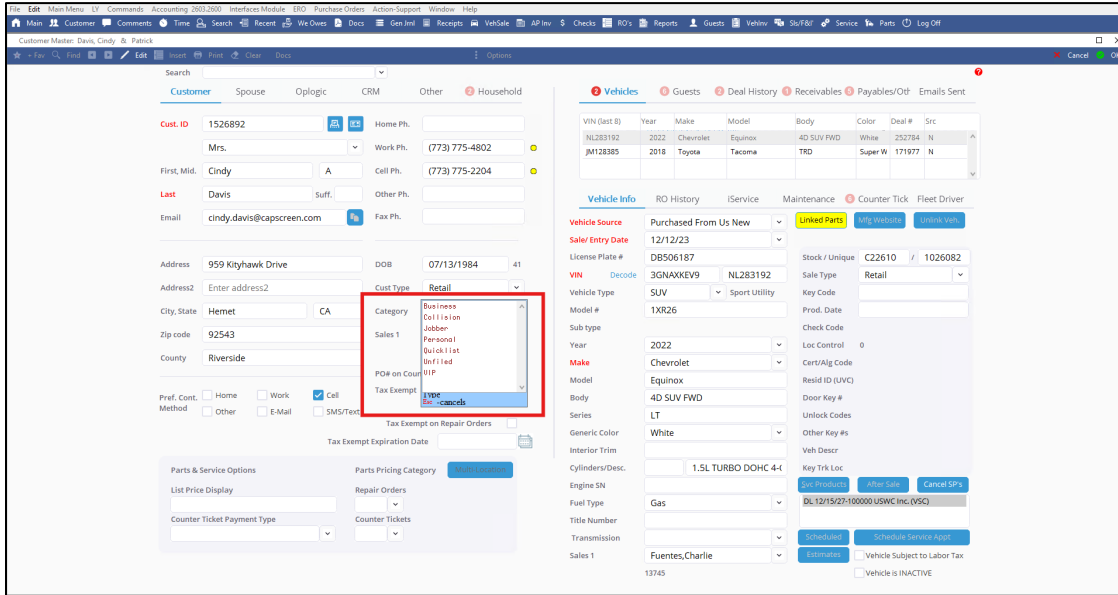 File Edit Main Menu LY Commands Accounting 2603.2600 Interfaces Menu ERO Purchase Orders Action-Support Window Help
Main Customer Comments Time Search Recent We Owes Docs Gen Jrnl Receipts VehSale AP Inv Checks RO's Reports Guests VehInv Sls/F&I Service Parts Log Off
Customer Master: Davis, Cindy & Patrick
+ Fav Find Edit Insert Print Clear Docs Options Cancel
Search
Customer Spouse Oplogic CRM Other 2 Household
Cust. ID 1526892 Home Ph.
Mrs. Work Ph. (773) 775-4802
First, Mid. Cindy A Cell Ph. (773) 775-2204
Last Davis Suff. Other Ph.
Email cindy.davis@capscreen.com Fax Ph.
Address 959 Kityhawk Drive DOB 07/13/1984 41
Address2 Enter address2 Cust Type Retail
City, State Hemet CA Category
Zip code 92543 Sales 1
County Riverside
PO# on Coun
Tax Exempt
Business
Collision
Jobber
Personal
Quicklist
Unfiled
VIP
Type
Esc -cancels
Pref. Cont. Method Home Work Cell
Other E-Mail SMS/Text
Tax Exempt on Repair Orders
Tax Exempt Expiration Date
Parts & Service Options Parts Pricing Category Multi-Location
List Price Display Repair Orders
Counter Ticket Payment Type Counter Tickets
2 Vehicles 6 Guests 2 Deal History 1 Receivables 5 Payables/Oth Emails Sent
VIN (last 8) Year Make Model Body Color Deal # Src
NL283192 2022 Chevrolet Equinox 4D SUV FWD White 252784 N
JM128385 2018 Toyota Tacoma TRD Super W 171977 N
Vehicle Info RO History iService Maintenance 6 Counter Tick Fleet Driver
Vehicle Source Purchased From Us New Linked Parts Mfg Website Unlink Veh.
Sale/ Entry Date 12/12/23
License Plate # DB506187 Stock / Unique C22610 / 1026082
VIN Decode 3GNAXKEV9 NL283192 Sale Type Retail
Vehicle Type SUV Sport Utility Key Code
Model # 1XR26 Prod. Date
Sub type Check Code
Year 2022 Loc Control 0
Make Chevrolet Cert/Alg Code
Model Equinox Resid ID (UVC)
Body 4D SUV FWD Door Key #
Series LT Unlock Codes
Generic Color White Other Key #s
Interior Trim Veh Descr
Cylinders/Desc. 1.5L TURBO DOHC 4-C Key Trk Loc
Engine SN Svc Products After Sale Cancel SP's
Fuel Type Gas DL 12/15/27-100000 USWC Inc. (VSC)
Title Number
Transmission Scheduled Schedule Service Appt
Sales 1 Fuentes,Charlie Estimates Vehicle Subject to Labor Tax
13745 Vehicle is INACTIVE